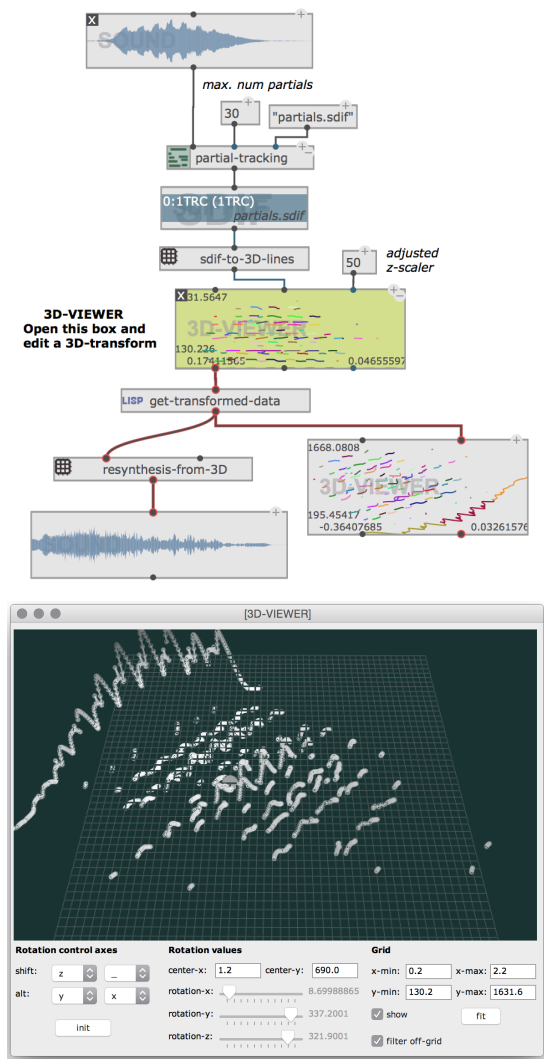 X
SOUND
max. num partials
30
"partials.sdif"
partial-tracking
0:1TRC (1TRC)
SDIF
partials.sdif
sdif-to-3D-lines
50
adjusted
z-scaler
3D-VIEWER
Open this box and
edit a 3D-transform
X
31.5647
3D-VIEWER
130.226
0.17411565
0.04655597
LISP get-transformed-data
resynthesis-from-3D
1668.0808
3D-VIEWER
195.45417
-0.36407685
0.03261576
SOUND
[3D-VIEWER]
Rotation control axes
Rotation values
Grid
shift:
z
_
center-x:
1.2
center-y:
690.0
x-min:
0.2
x-max:
2.2
alt:
y
x
rotation-x:
8.69988865
y-min:
130.2
y-max:
1631.6
rotation-y:
337.2001
show
fit
init
rotation-z:
321.9001
filter off-grid